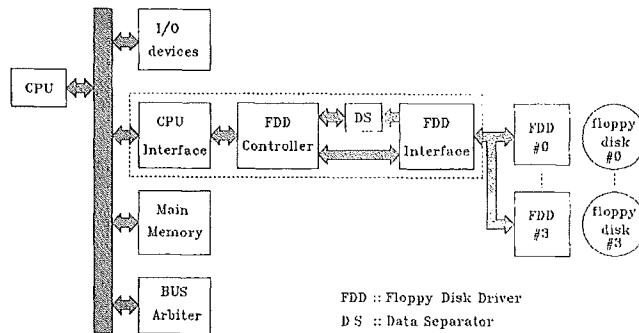 I/O
devices
CPU
CPU
Interface
FDD
Controller
DS
FDD
Interface
FDD
#0
floppy
disk
#0
Main
Memory
FDD
#3
floppy
disk
#3
BUS
Arbiter
FDD :: Floppy Disk Driver
DS :: Data Separator